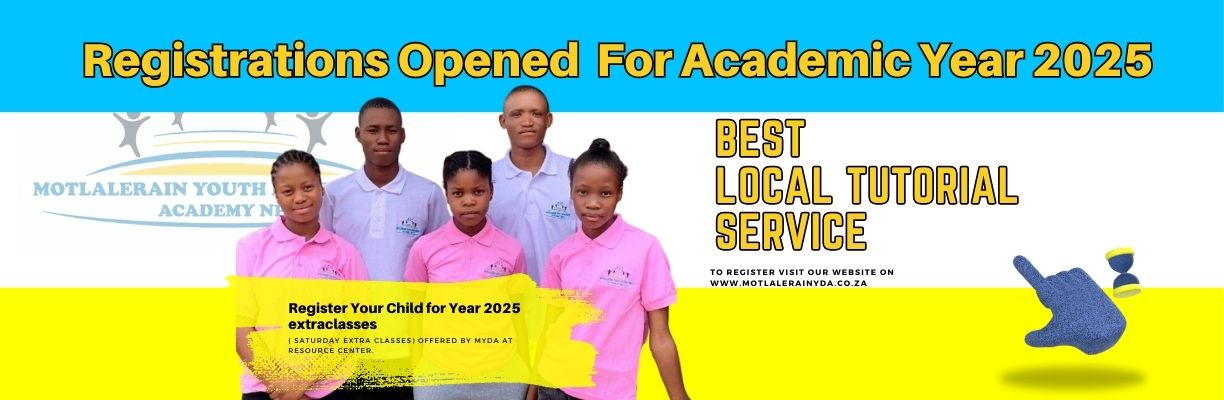 Registrations Opened For Academic Year 2025
MOTLALERAIN YOUTH
ACADEMY
BEST
LOCAL TUTORIAL
SERVICE
TO REGISTER VISIT OUR WEBSITE ON
WWW.MOTLALERAINYDA.CO.ZA
Register Your Child for Year 2025
extraclasses
( SATURDAY EXTRA CLASSES) OFFERED BY MYDA AT
RESOURCE CENTER.